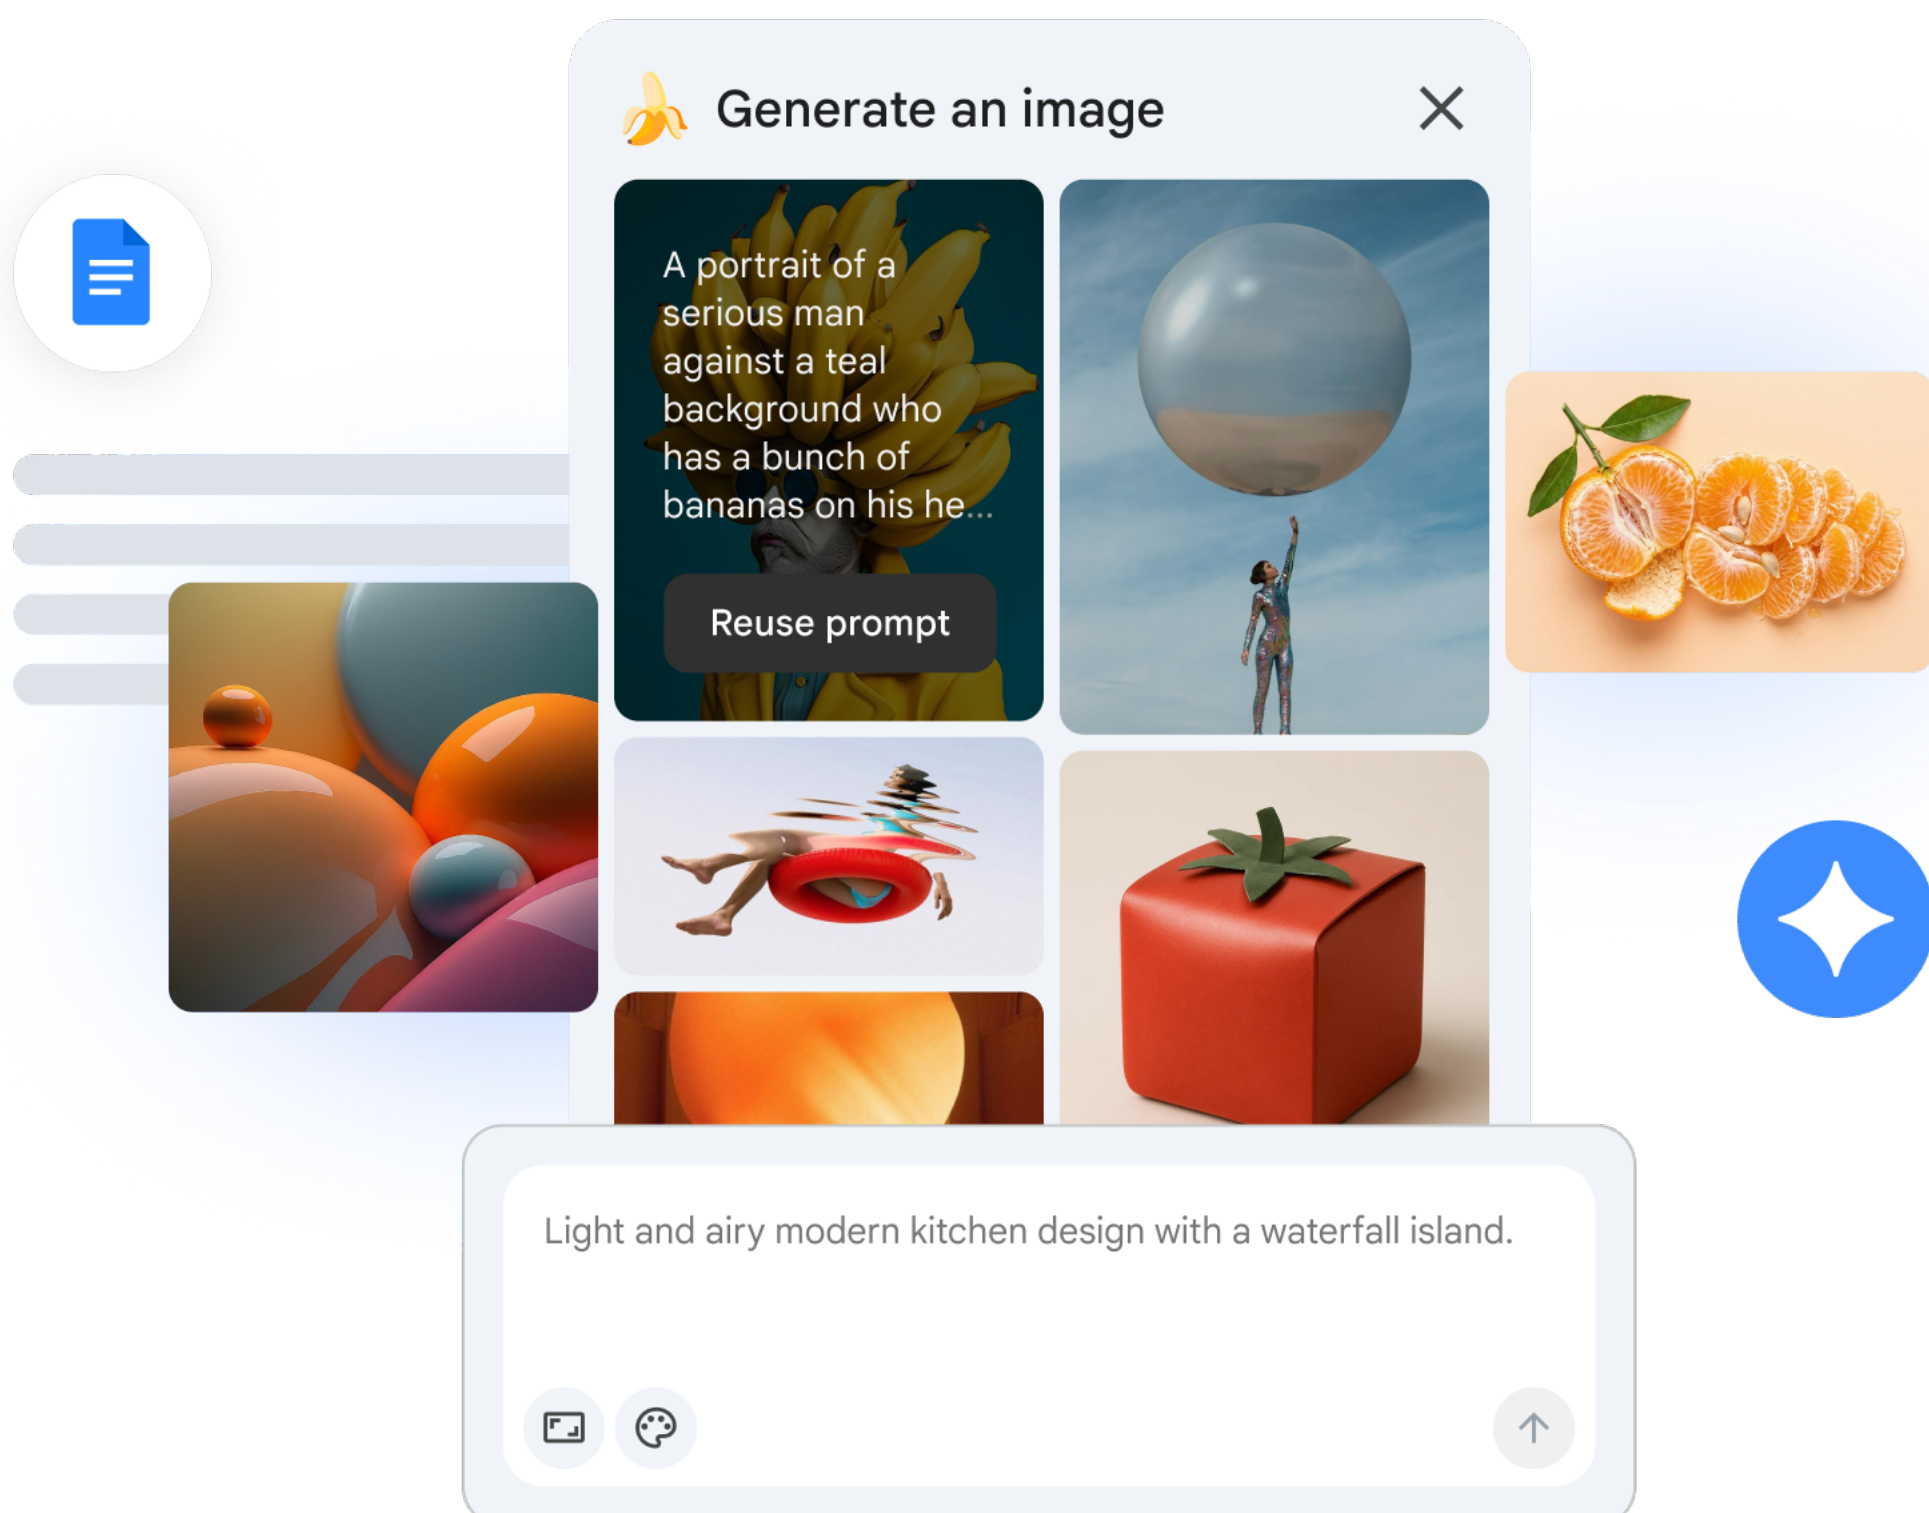 Generate an image
A portrait of a
serious man
against a teal
background who
has a bunch of
bananas on his he...
Reuse prompt
Light and airy modern kitchen design with a waterfall island.